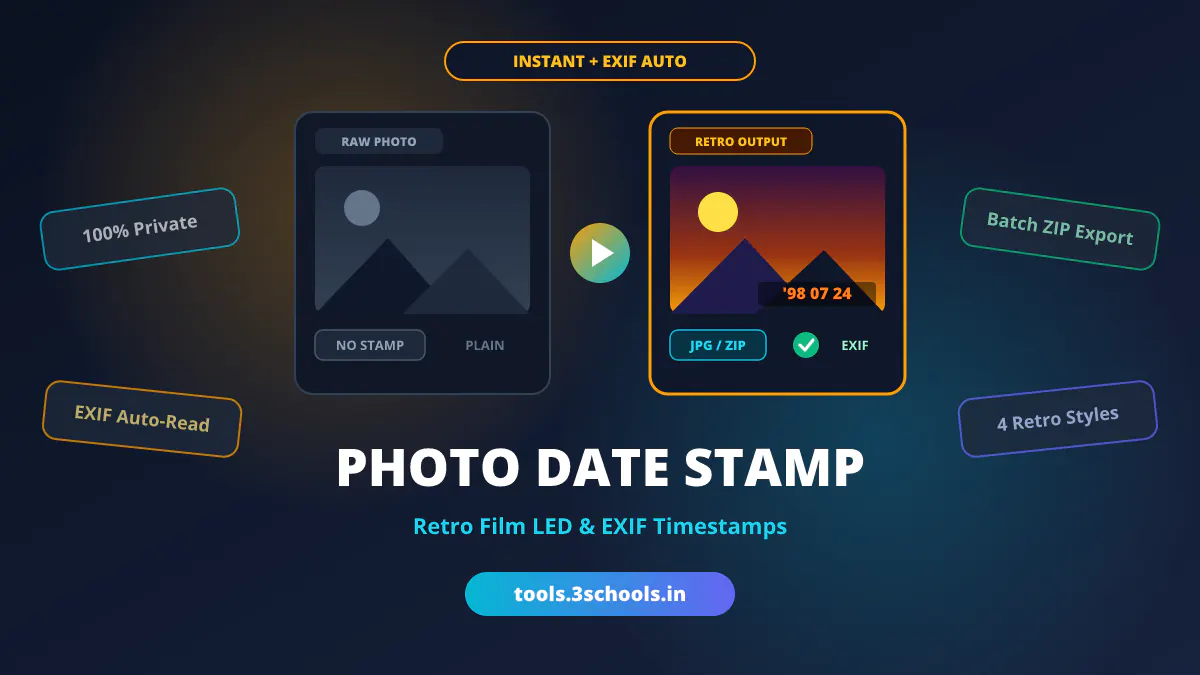 INSTANT + EXIF AUTO
RAW PHOTO
NO STAMP
PLAIN
RETRO OUTPUT
'98 07 24
JPG / ZIP
EXIF
100% Private
EXIF Auto-Read
Batch ZIP Export
4 Retro Styles
PHOTO DATE STAMP
Retro Film LED & EXIF Timestamps
tools.3schools.in